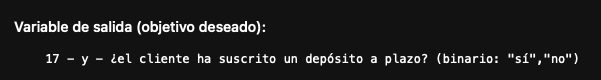 Variable de salida (objetivo deseado):
17 - y - ¿el cliente ha suscrito un depósito a plazo? (binario: "sí","no")